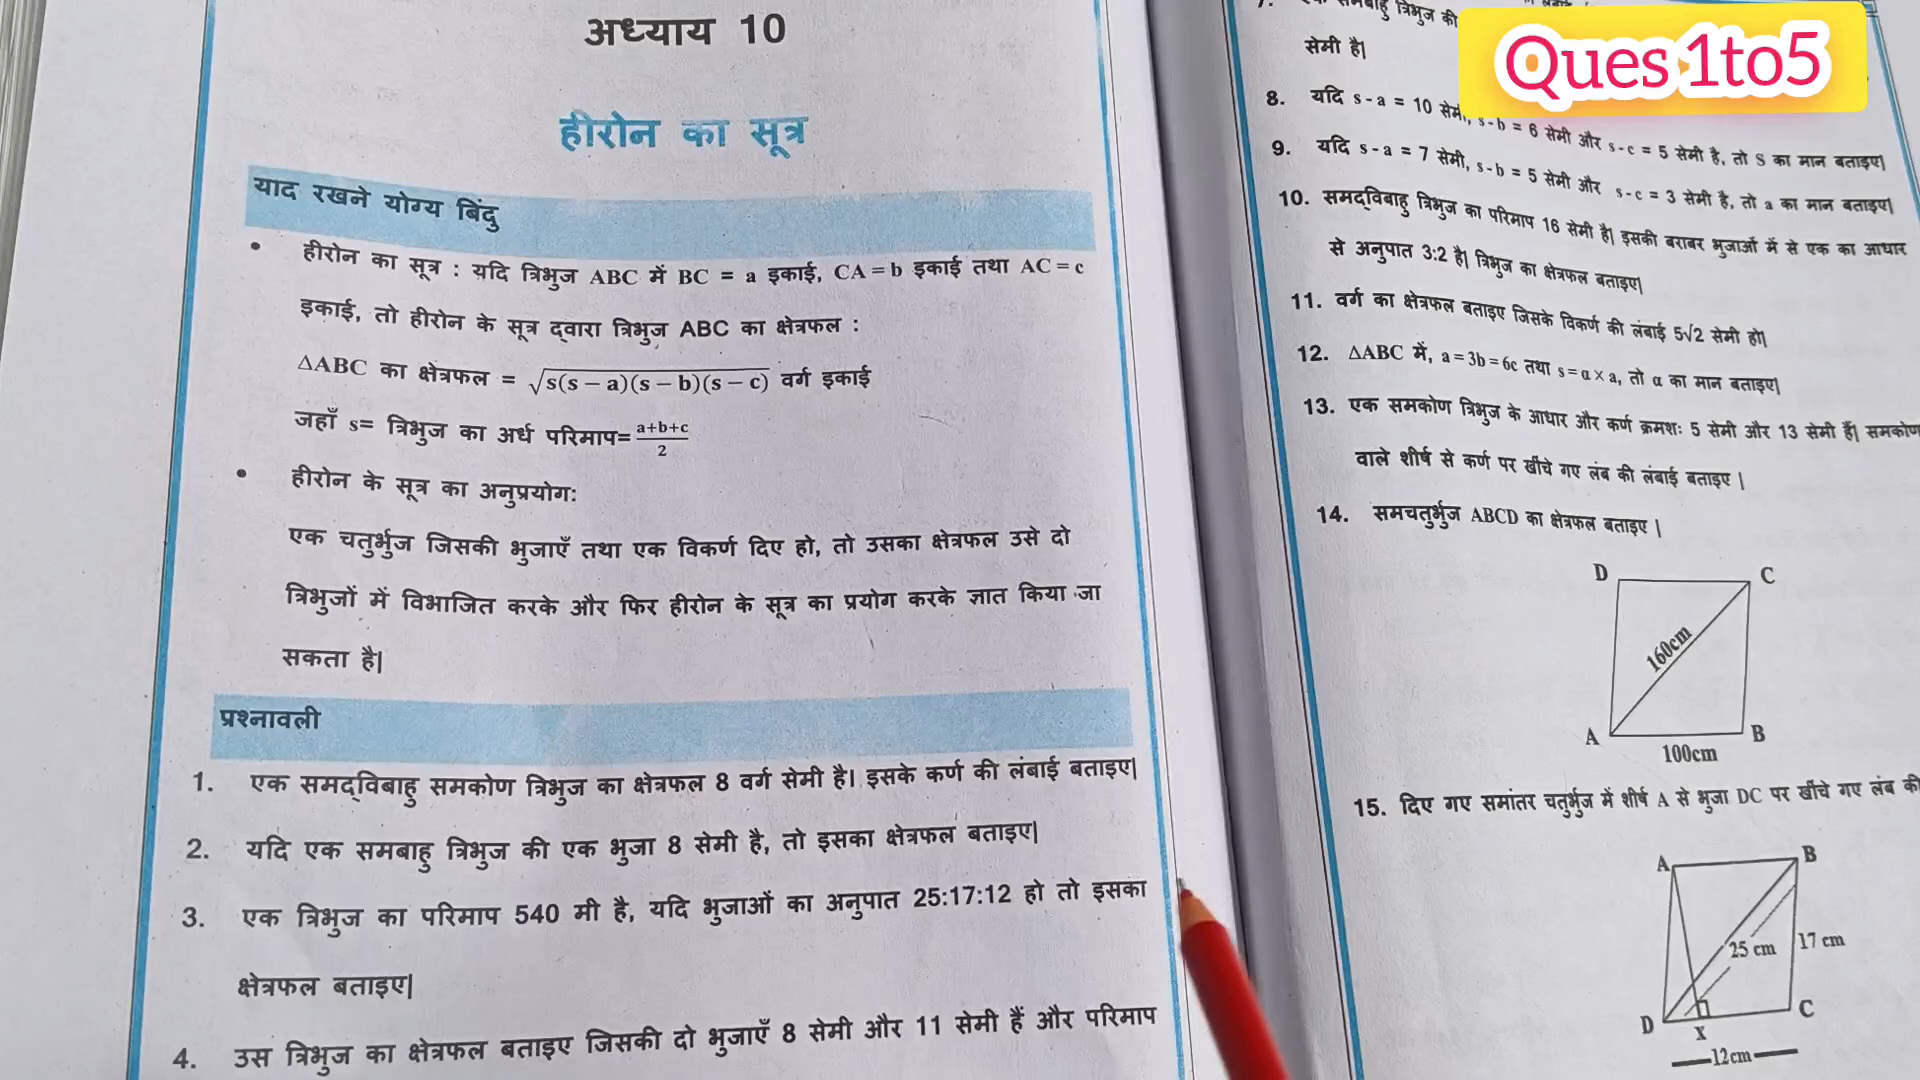 अध्याय 10
हीरोन का सूत्र
याद रखने योग्य बिंदु
• हीरोन का सूत्र : यदि त्रिभुज ABC में BC = a इकाई, CA = b इकाई तथा AC = c
इकाई, तो हीरोन के सूत्र द्वारा त्रिभुज ABC का क्षेत्रफल :
ΔABC का क्षेत्रफल = √s(s − a)(s − b)(s − c) वर्ग इकाई
जहाँ s= त्रिभुज का अर्ध परिमाप= a+b+c/2
• हीरोन के सूत्र का अनुप्रयोग:
एक चतुर्भुज जिसकी भुजाएँ तथा एक विकर्ण दिए हो, तो उसका क्षेत्रफल उसे दो
त्रिभुजों में विभाजित करके और फिर हीरोन के सूत्र का प्रयोग करके ज्ञात किया जा
सकता है|
प्रश्नावली
1. एक समद्विबाहु समकोण त्रिभुज का क्षेत्रफल 8 वर्ग सेमी है। इसके कर्ण की लंबाई बताइए|
2. यदि एक समबाहु त्रिभुज की एक भुजा 8 सेमी है, तो इसका क्षेत्रफल बताइए|
3. एक त्रिभुज का परिमाप 540 मी है, यदि भुजाओं का अनुपात 25:17:12 हो तो इसका
क्षेत्रफल बताइए|
4. उस त्रिभुज का क्षेत्रफल बताइए जिसकी दो भुजाएँ 8 सेमी और 11 सेमी हैं और परिमाप
Ques 1to5
7. एक समबाहु त्रिभुज की
सेमी है|
8. यदि s - a = 10 सेमी, s - b = 6 सेमी और s - c = 5 सेमी है, तो S का मान बताइए|
9. यदि s - a = 7 सेमी, s - b = 5 सेमी और s - c = 3 सेमी है, तो a का मान बताइए|
10. समद्विबाहु त्रिभुज का परिमाप 16 सेमी है| इसकी बराबर भुजाओं में से एक का आधार
से अनुपात 3:2 है| त्रिभुज का क्षेत्रफल बताइए|
11. वर्ग का क्षेत्रफल बताइए जिसके विकर्ण की लंबाई 5√2 सेमी हो|
12. ΔABC में, a = 3b = 6c तथा s = α × a, तो α का मान बताइए|
13. एक समकोण त्रिभुज के आधार और कर्ण क्रमशः 5 सेमी और 13 सेमी हैं| समकोण
वाले शीर्ष से कर्ण पर खींचे गए लंब की लंबाई बताइए |
14. समचतुर्भुज ABCD का क्षेत्रफल बताइए |
D C
160cm
A B
100cm
15. दिए गए समांतर चतुर्भुज में शीर्ष A से भुजा DC पर खींचे गए लंब की
A B
25 cm 17 cm
D X C
12cm